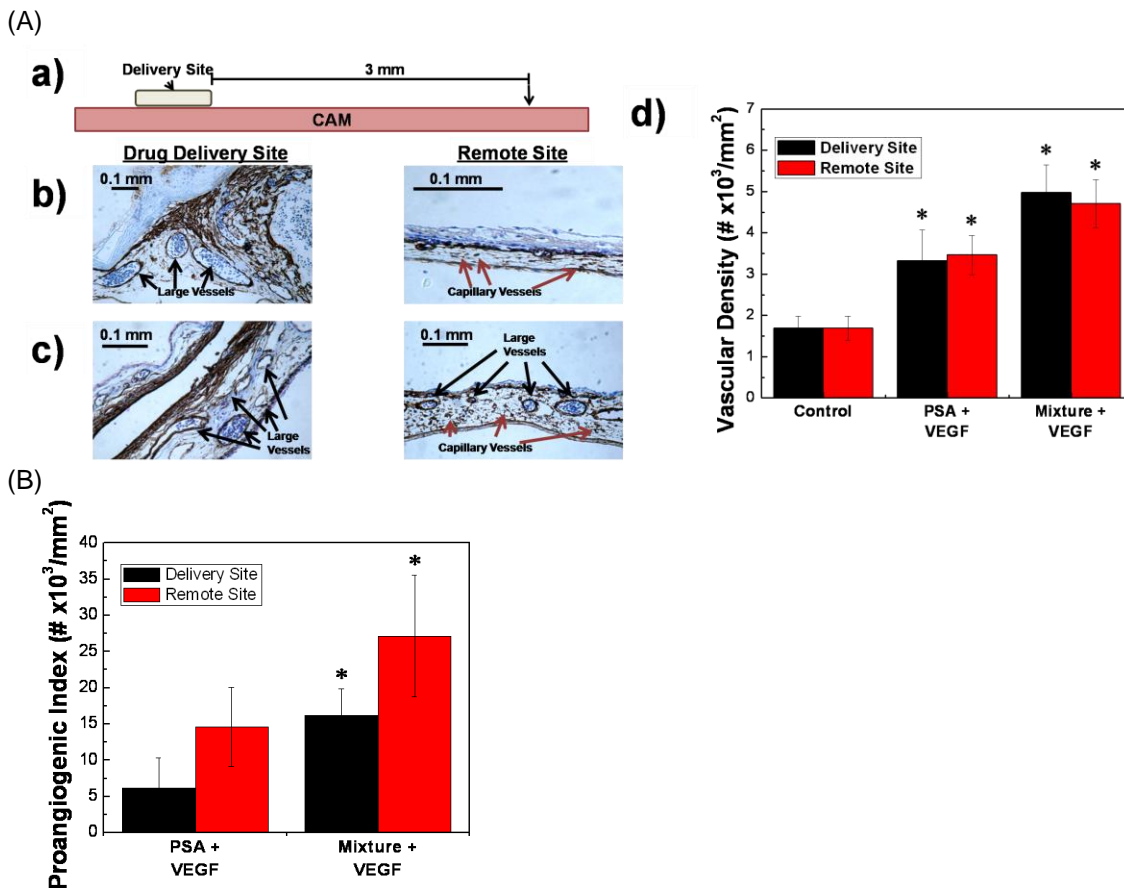 (A)
a)
Delivery Site
3 mm
CAM
Drug Delivery Site
Remote Site
b)
0.1 mm
Large Vessels
0.1 mm
Capillary Vessels
c)
0.1 mm
Large
Vessels
0.1 mm
Large
Vessels
Capillary Vessels
d)
Vascular Density (# x10³/mm²)
7
6
5
4
3
2
1
0
Delivery Site
Remote Site
*
*
*
*
Control
PSA +
VEGF
Mixture +
VEGF
(B)
Proangiogenic Index (# x10³/mm²)
40
35
30
25
20
15
10
5
0
Delivery Site
Remote Site
*
*
PSA +
VEGF
Mixture +
VEGF